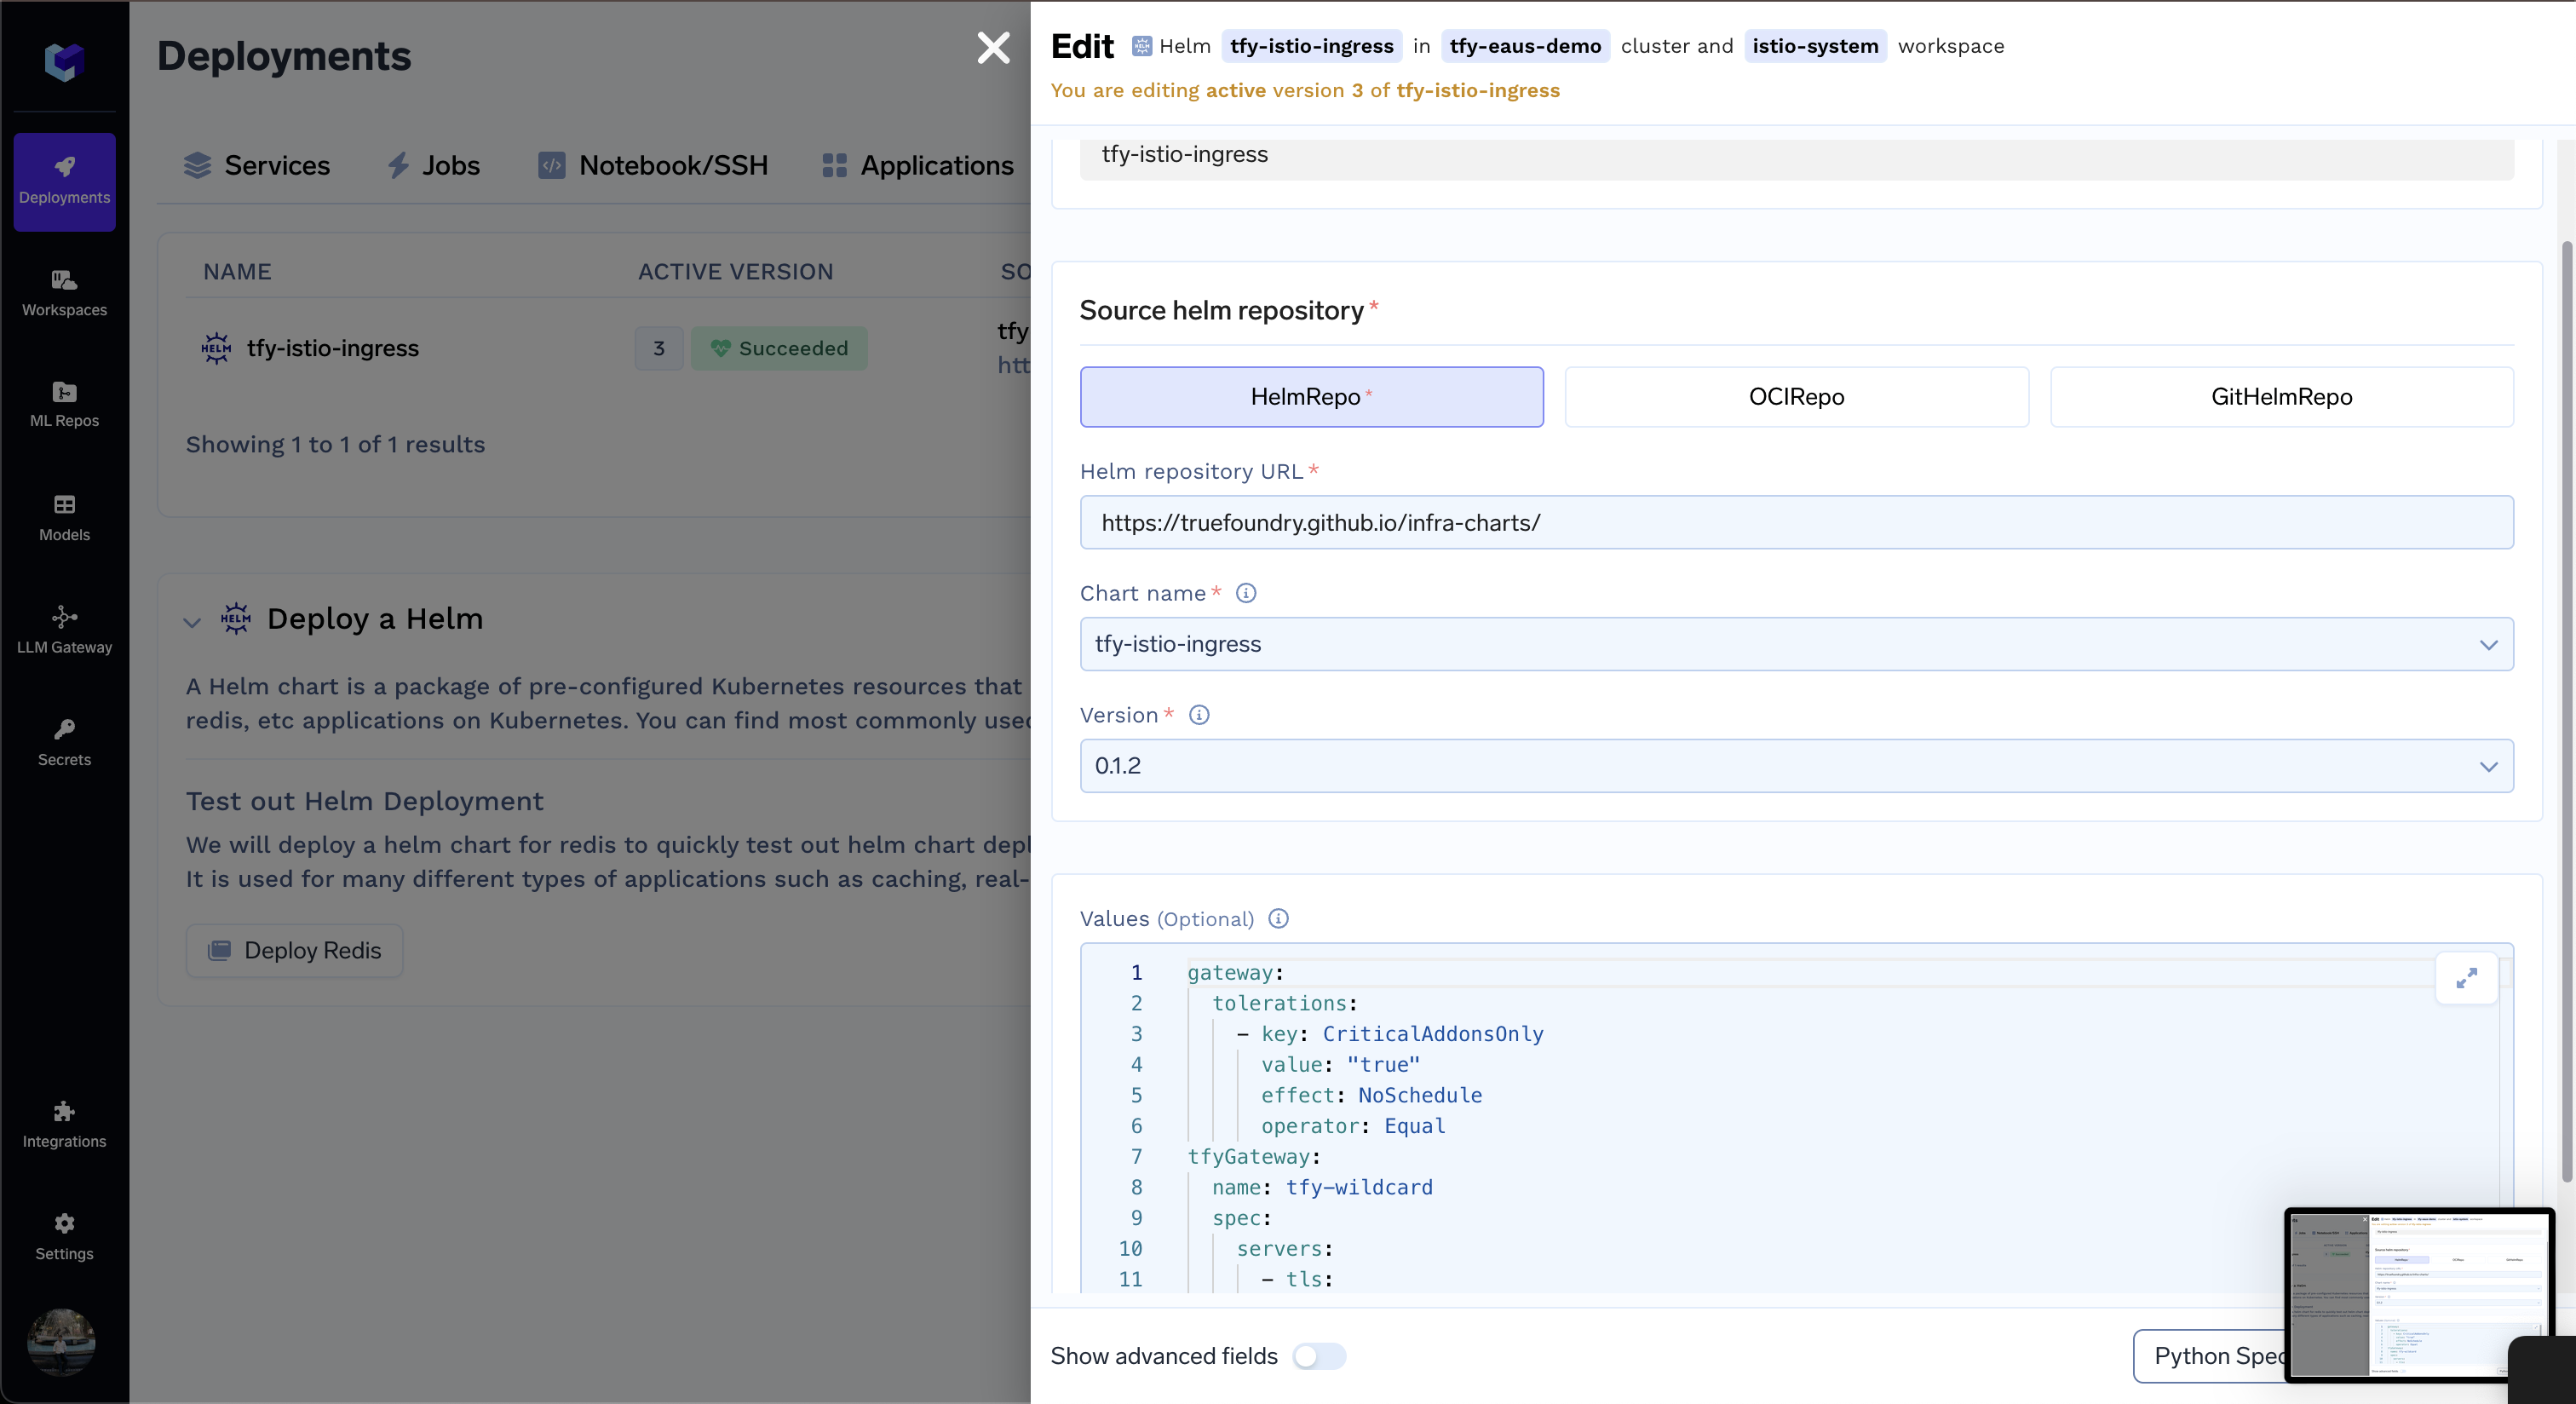 Deployments
Workspaces
ML Repos
Models
LLM Gateway
Secrets
Integrations
Settings
Deployments
Services
Jobs
Notebook/SSH
Applications
NAME
ACTIVE VERSION
SO
HELM
tfy-istio-ingress
3
Succeeded
tfy
htt
Showing 1 to 1 of 1 results
HELM
Deploy a Helm
A Helm chart is a package of pre-configured Kubernetes resources that
redis, etc applications on Kubernetes. You can find most commonly used
Test out Helm Deployment
We will deploy a helm chart for redis to quickly test out helm chart depl
It is used for many different types of applications such as caching, real-
Deploy Redis
Edit Helm tfy-istio-ingress in tfy-eaus-demo cluster and istio-system workspace
You are editing active version 3 of tfy-istio-ingress
tfy-istio-ingress
Source helm repository*
HelmRepo*
OCIRepo
GitHelmRepo
Helm repository URL*
https://truefoundry.github.io/infra-charts/
Chart name*
tfy-istio-ingress
Version*
0.1.2
Values (Optional)
1 gateway:
2 tolerations:
3 - key: CriticalAddonsOnly
4 value: "true"
5 effect: NoSchedule
6 operator: Equal
7 tfyGateway:
8 name: tfy-wildcard
9 spec:
10 servers:
11 - tls:
Show advanced fields
Python Spec